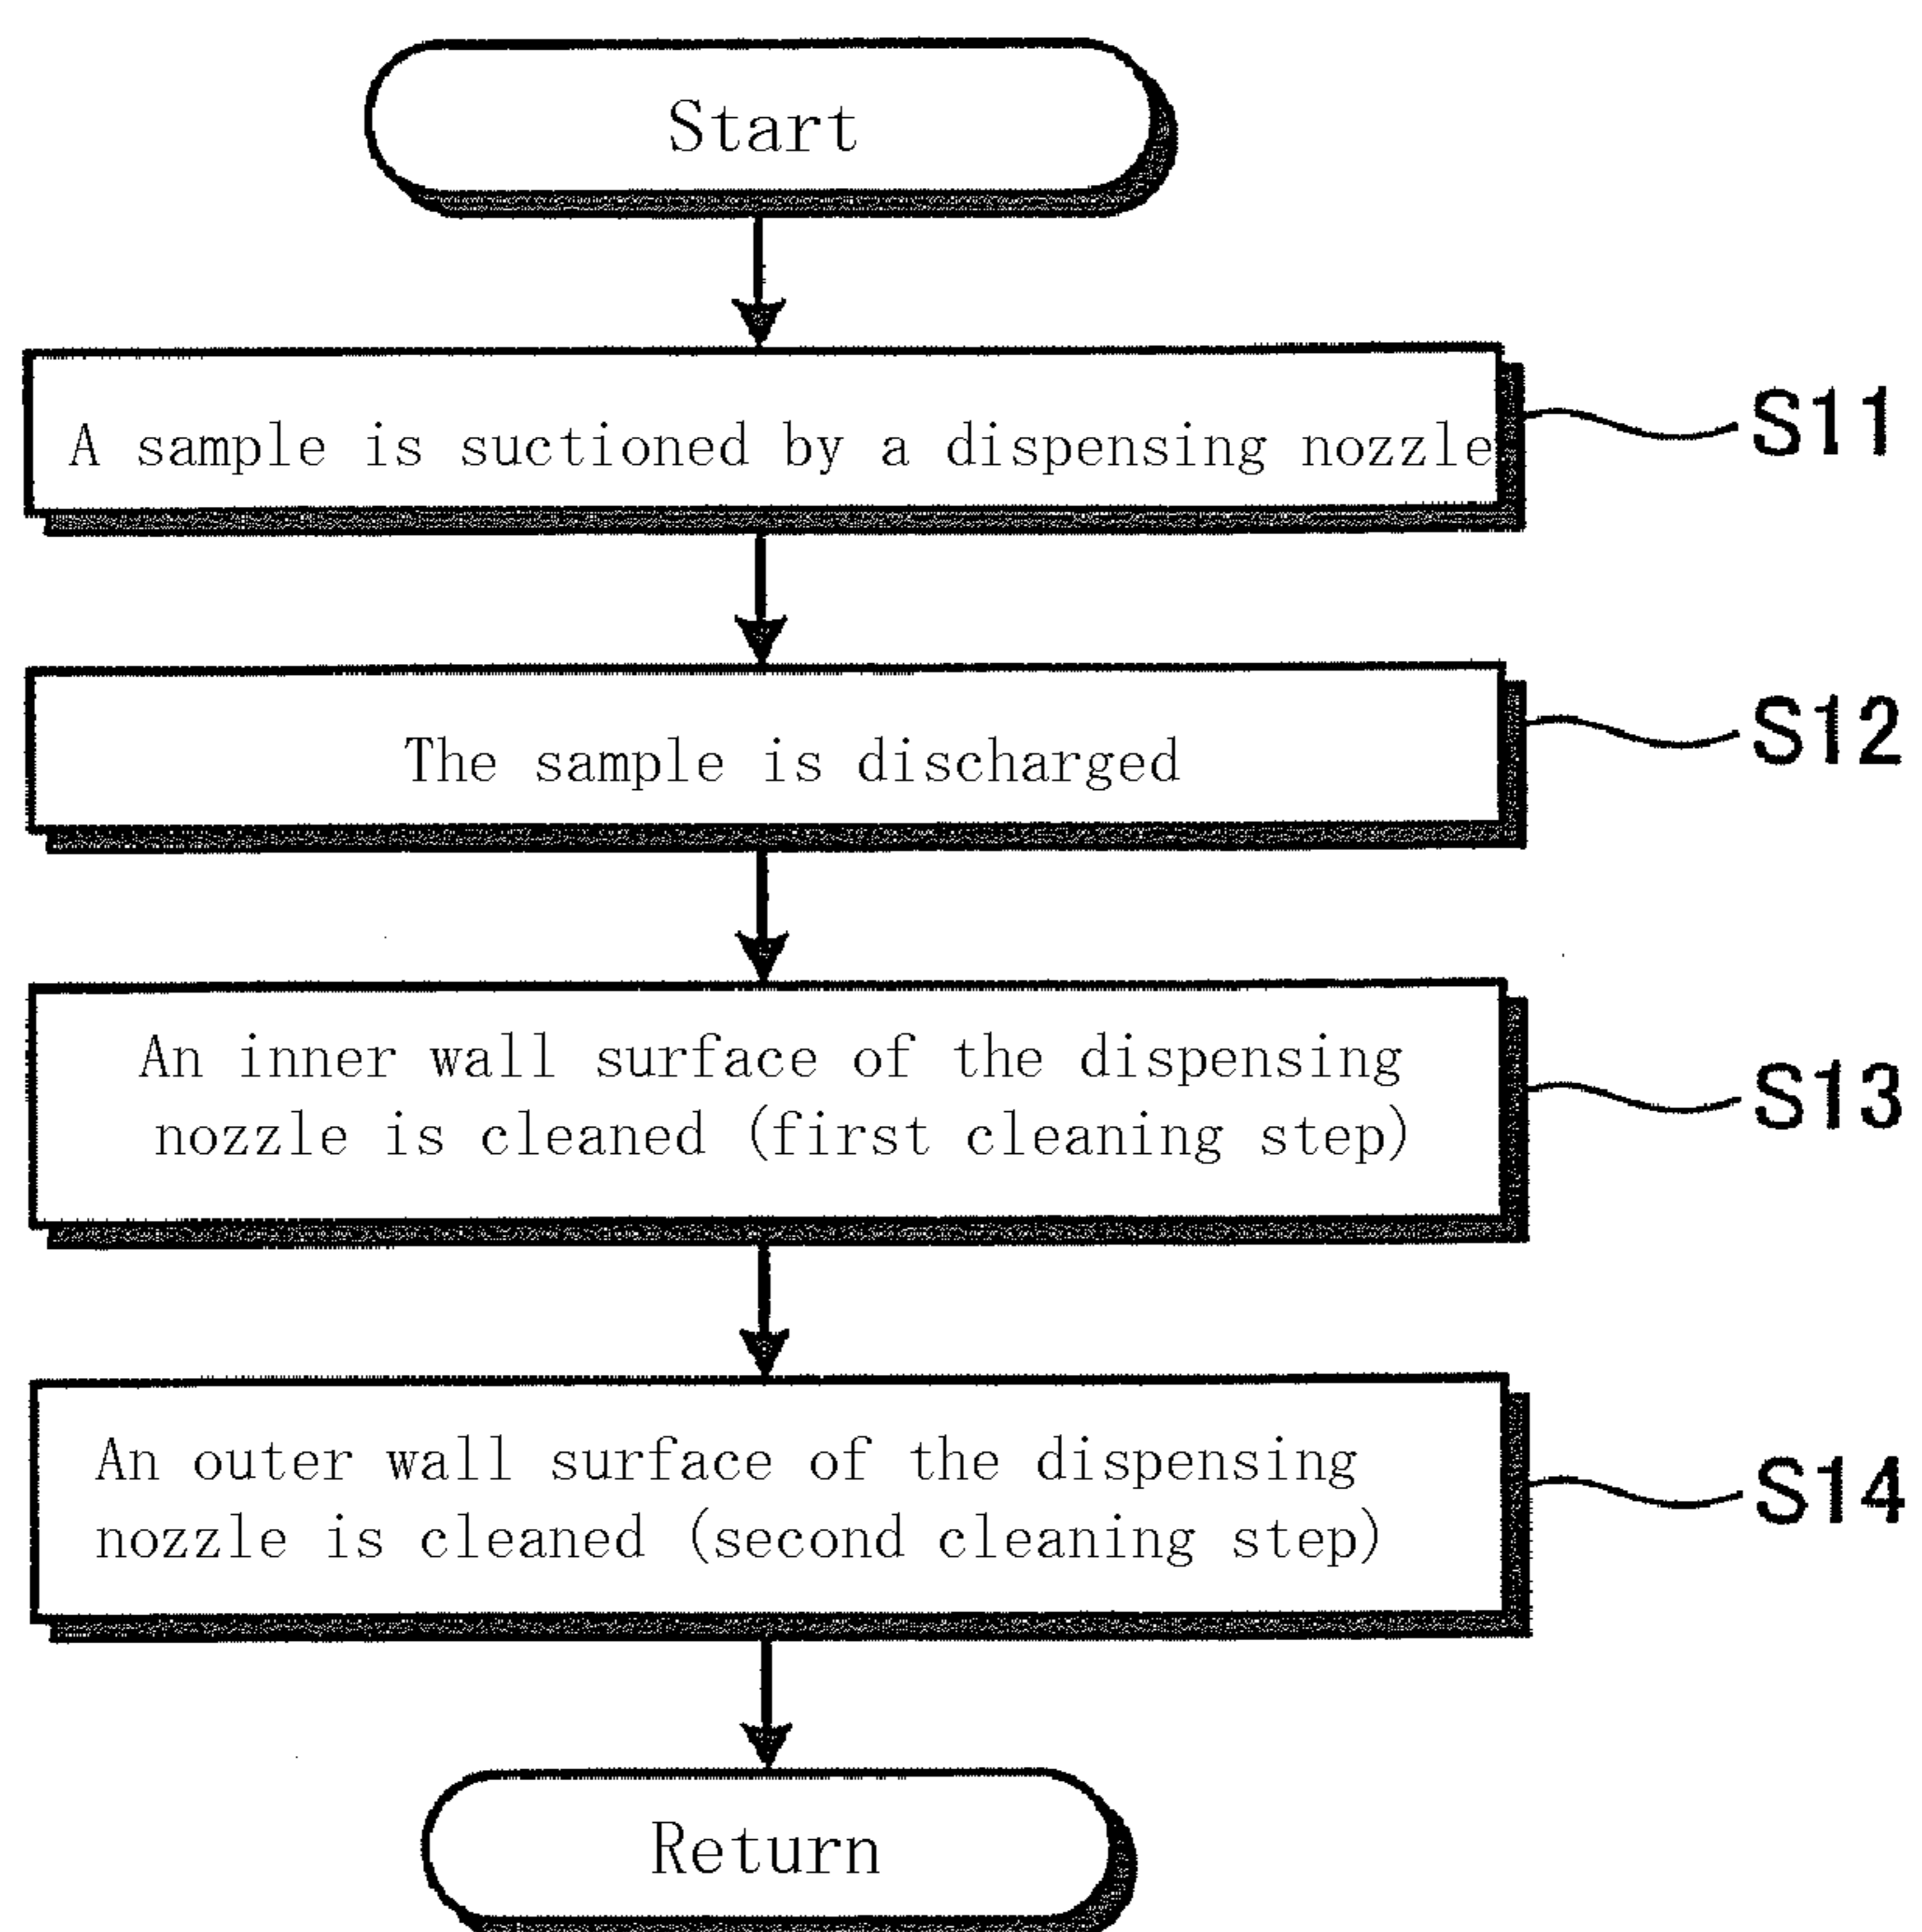 Start
A sample is suctioned by a dispensing nozzle
S11
The sample is discharged
S12
An inner wall surface of the dispensing
nozzle is cleaned (first cleaning step)
S13
An outer wall surface of the dispensing
nozzle is cleaned (second cleaning step)
S14
Return